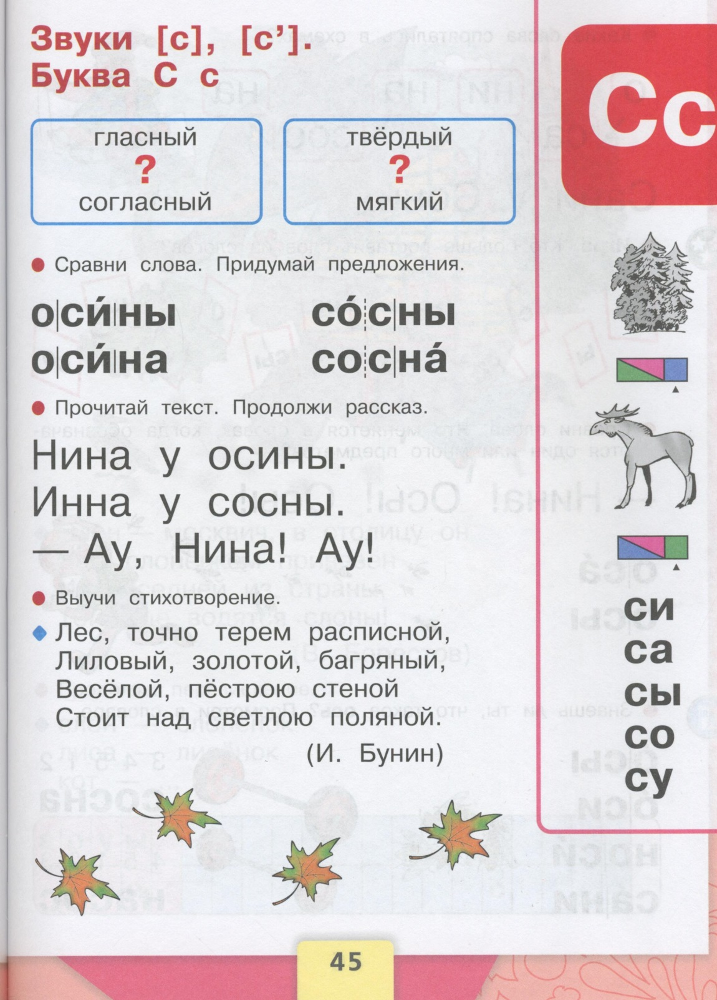 Звуки [с], [с’].
Буква С с
Сс
гласный
?
согласный
твёрдый
?
мягкий
Сравни слова. Придумай предложения.
о|си́|ны со́¦с|ны
о|си́|на со¦с|на́
Прочитай текст. Продолжи рассказ.
Нина у осины.
Инна у сосны.
— Ау, Нина! Ау!
Выучи стихотворение.
Лес, точно терем расписной,
Лиловый, золотой, багряный,
Весёлой, пёстрою стеной
Стоит над светлою поляной.
(И. Бунин)
си
са
сы
со
су
45